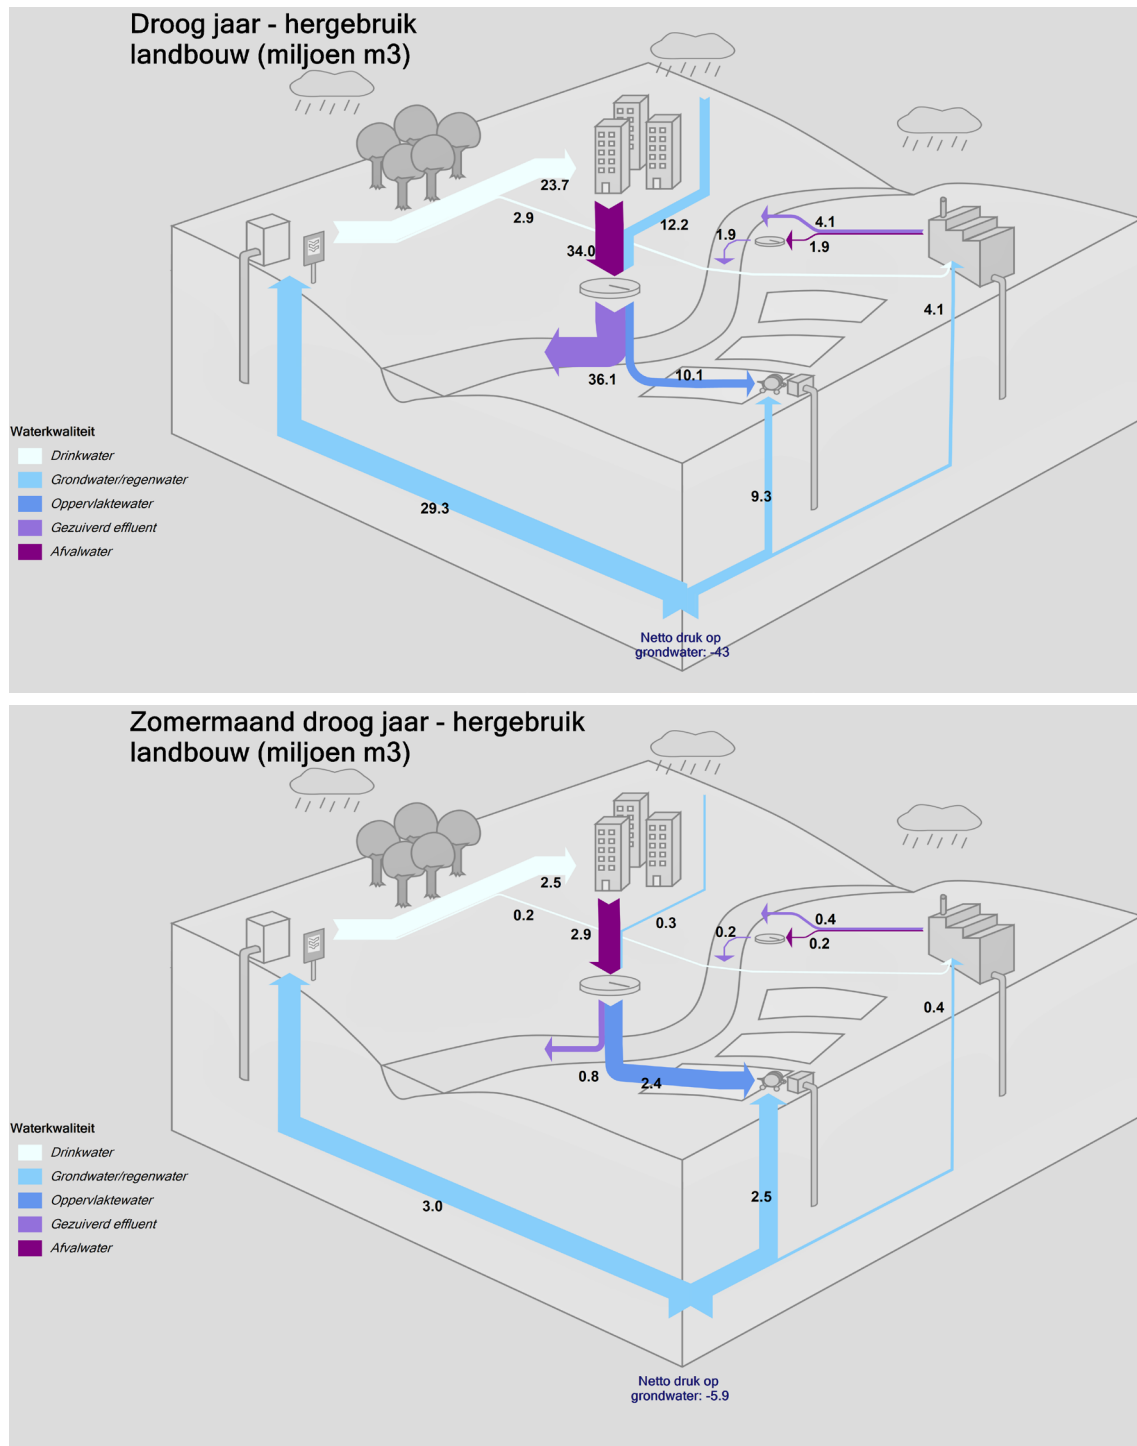 Droog jaar - hergebruik
landbouw (miljoen m3)
23.7
2.9
12.2
34.0
4.1
1.9
1.9
4.1
36.1
10.1
9.3
29.3
Waterkwaliteit
Drinkwater
Grondwater/regenwater
Oppervlaktewater
Gezuiverd effluent
Afvalwater
Netto druk op
grondwater: -43
Zomermaand droog jaar - hergebruik
landbouw (miljoen m3)
2.5
0.2
0.3
2.9
0.4
0.2
0.2
0.4
0.8
2.4
2.5
3.0
Waterkwaliteit
Drinkwater
Grondwater/regenwater
Oppervlaktewater
Gezuiverd effluent
Afvalwater
Netto druk op
grondwater: -5.9